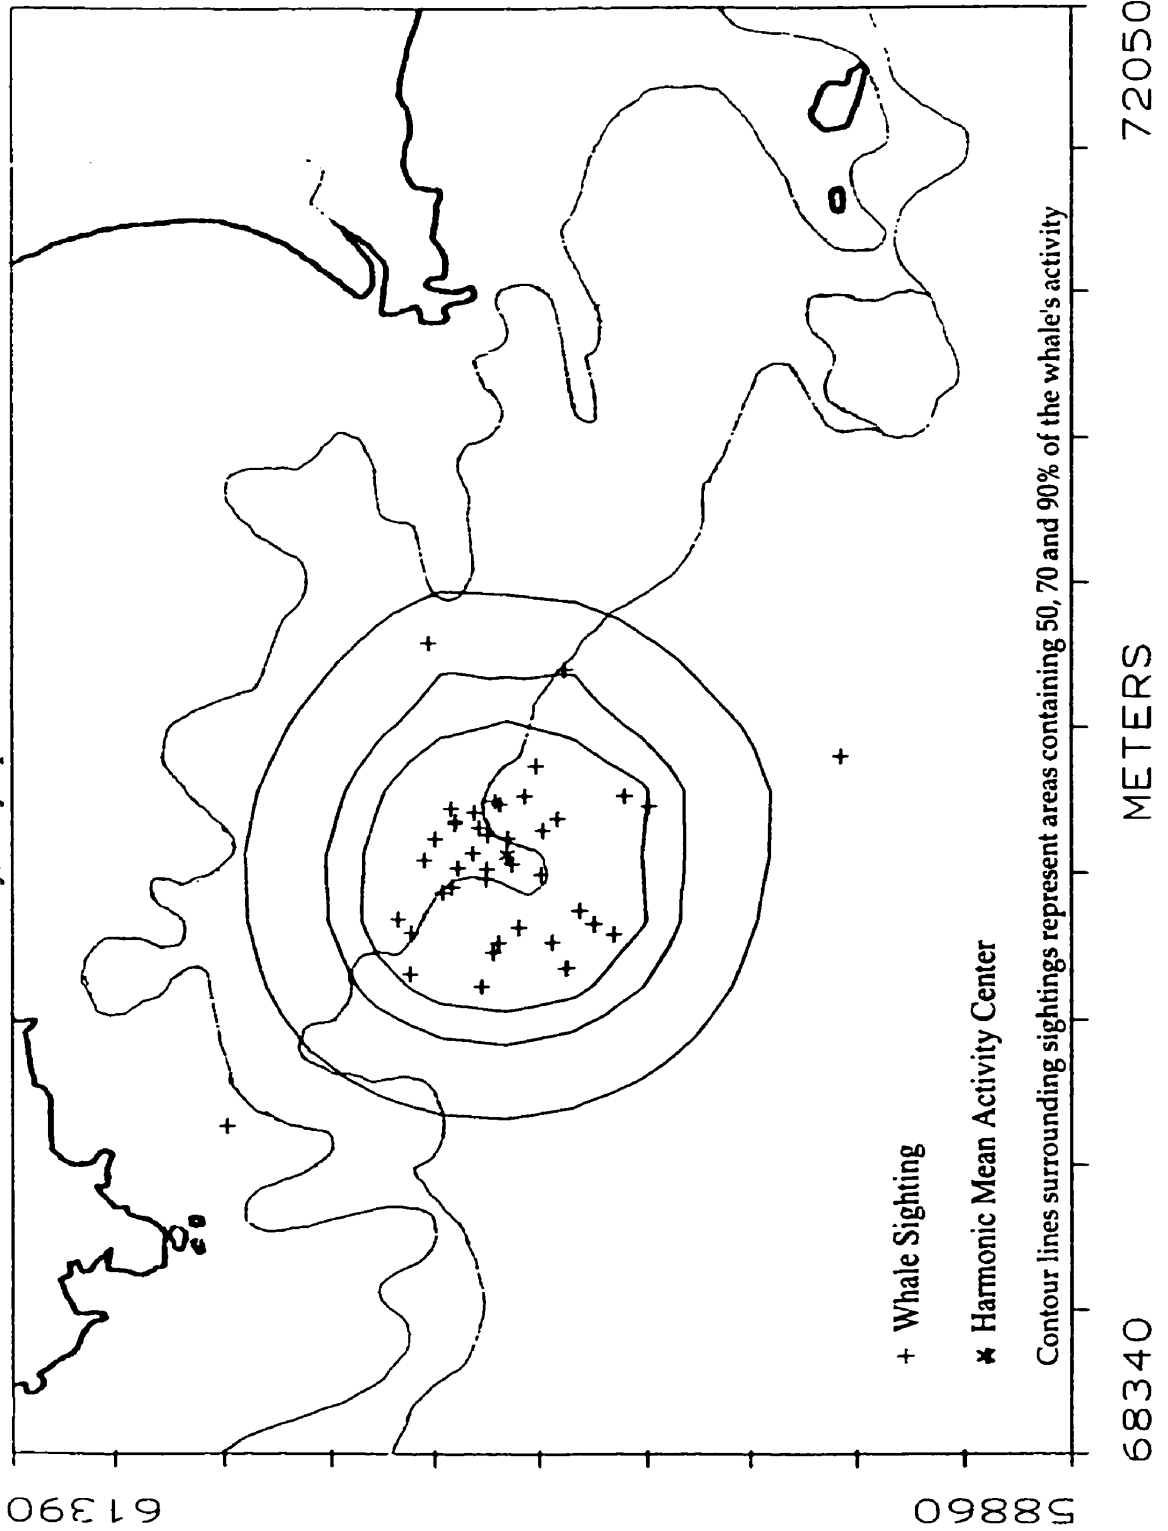 61390
58860
+ Whale Sighting
* Harmonic Mean Activity Center
Contour lines surrounding sightings represent areas containing 50, 70 and 90% of the whale's activity
68340
METERS
72050